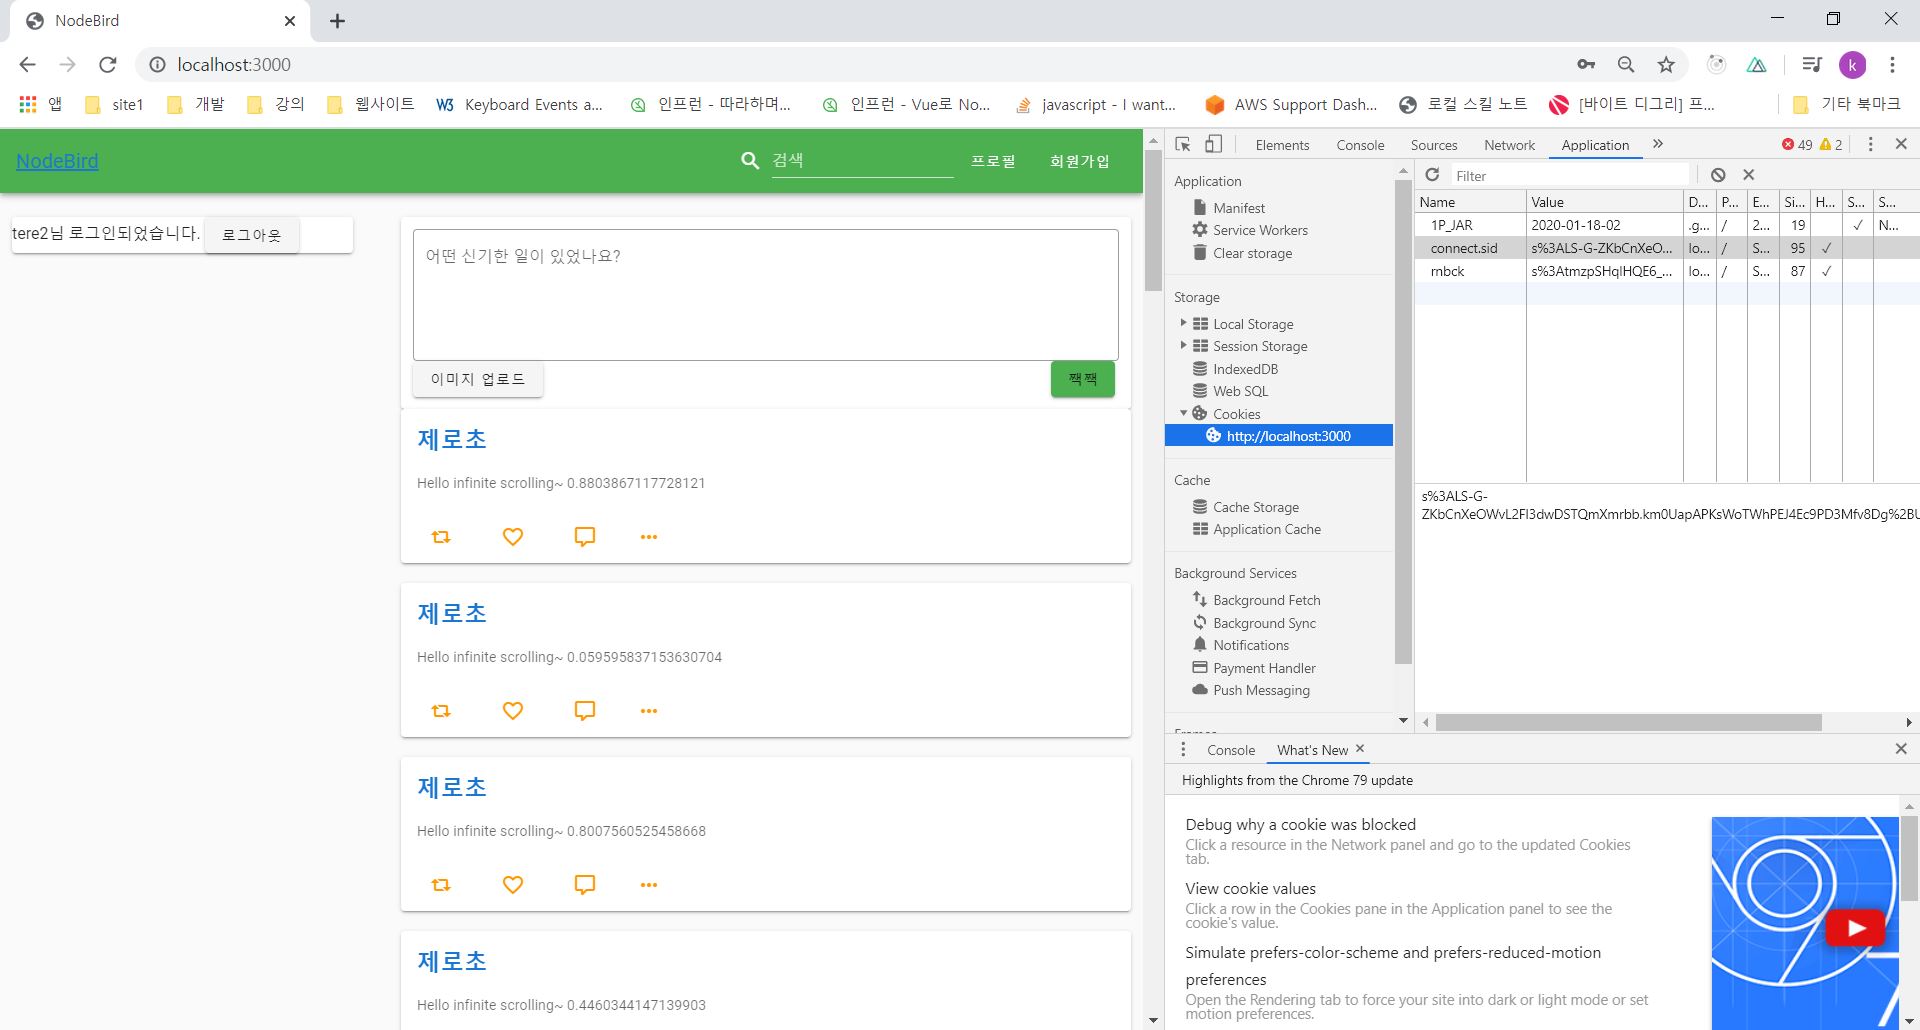 NodeBird
localhost:3000
k
앱 site1 개발 강의 웹사이트 W3 Keyboard Events a... 인프런 - 따라하며... 인프런 - Vue로 No... javascript - I want... AWS Support Dash... 로컬 스킬 노트 [바이트 디그리] 프... 기타 북마크
NodeBird 검색 프로필 회원가입
tere2님 로그인되었습니다. 로그아웃
어떤 신기한 일이 있었나요?
이미지 업로드 짹짹
제로초
Hello infinite scrolling~ 0.8803867117728121
제로초
Hello infinite scrolling~ 0.059595837153630704
제로초
Hello infinite scrolling~ 0.8007560525458668
제로초
Hello infinite scrolling~ 0.4460344147139903
Elements Console Sources Network Application » 49 2
Application
Manifest
Service Workers
Clear storage
Storage
Local Storage
Session Storage
IndexedDB
Web SQL
Cookies
http://localhost:3000
Cache
Cache Storage
Application Cache
Background Services
Background Fetch
Background Sync
Notifications
Payment Handler
Push Messaging
Frames
Filter
Name Value D... P... E... Si... H... S... S...
1P_JAR 2020-01-18-02 .g... / 2... 19 ✓ N...
connect.sid s%3ALS-G-ZKbCnXeO... lo... / S... 95 ✓
rnbck s%3AtmzpSHqlHQE6_... lo... / S... 87 ✓
s%3ALS-G-
ZKbCnXeOWvL2FI3dwDSTQmXmrbb.km0UapAPKsWoTWhPEJ4Ec9PD3Mfv8Dg%2BU
Console What's New
Highlights from the Chrome 79 update
Debug why a cookie was blocked
Click a resource in the Network panel and go to the updated Cookies
tab.
View cookie values
Click a row in the Cookies pane in the Application panel to see the
cookie's value.
Simulate prefers-color-scheme and prefers-reduced-motion
preferences
Open the Rendering tab to force your site into dark or light mode or set
motion preferences.